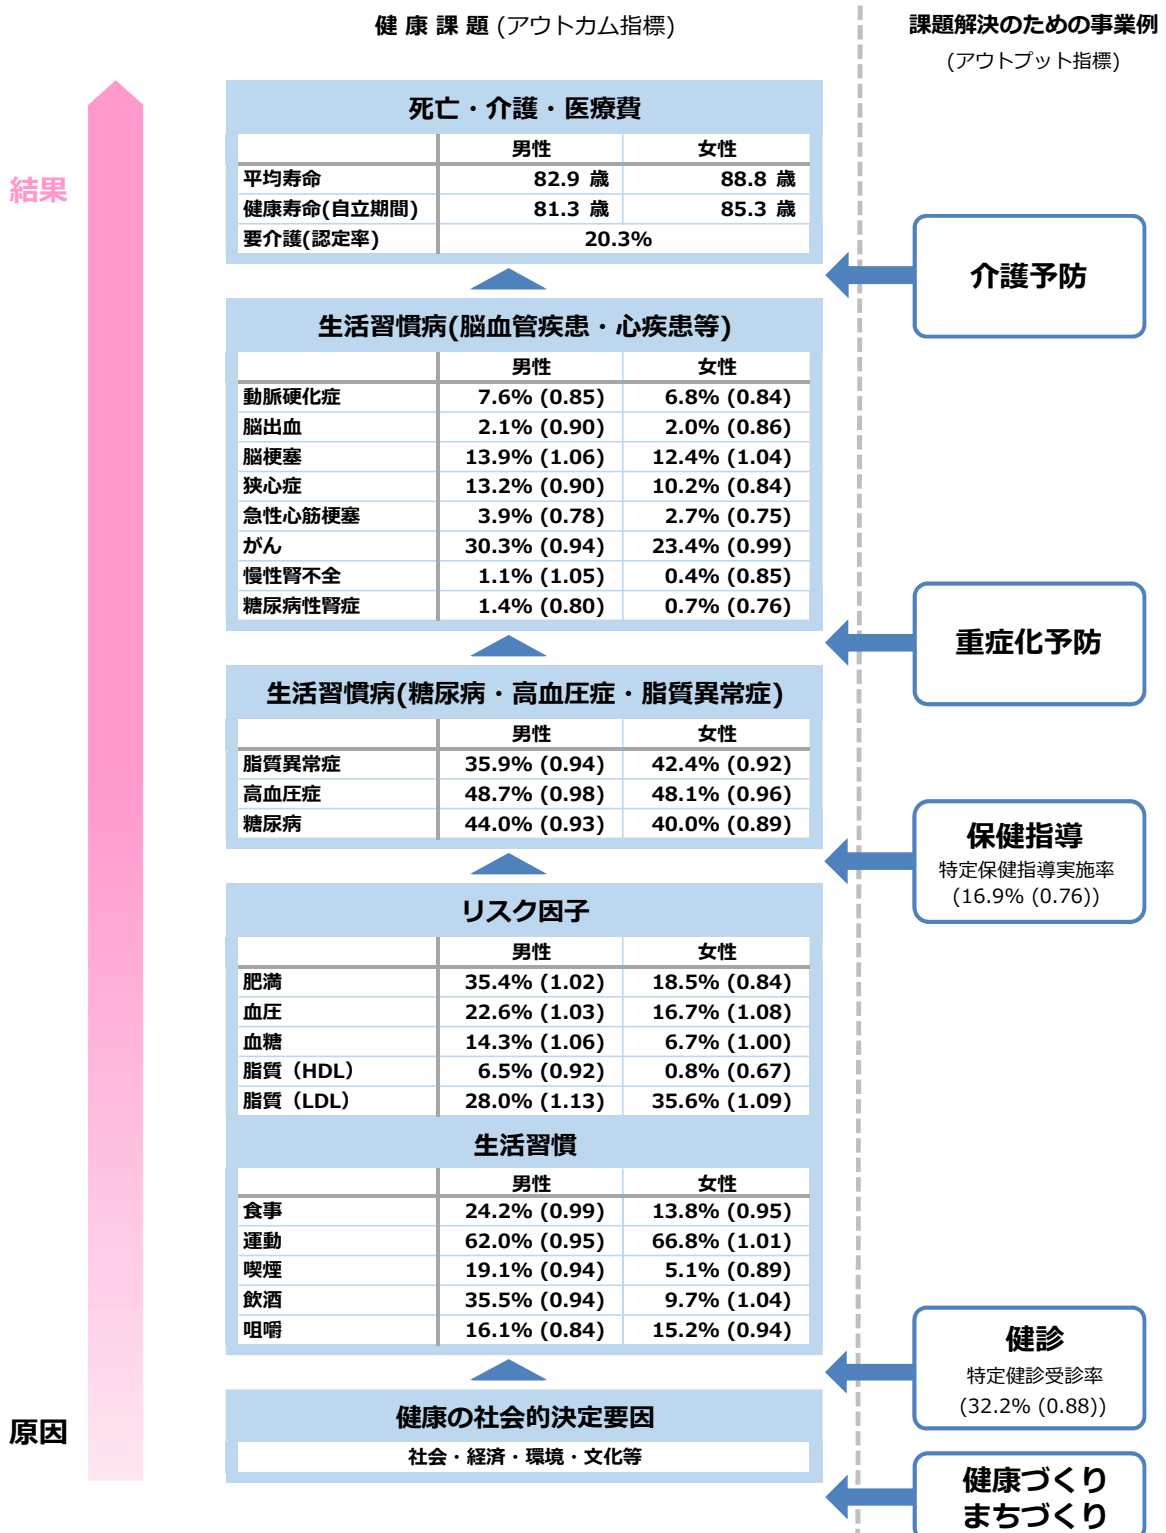 健 康 課 題 (アウトカム指標)
課題解決のための事業例
(アウトプット指標)
結果
死亡・介護・医療費
男性 女性
平均寿命 82.9 歳 88.8 歳
健康寿命(自立期間) 81.3 歳 85.3 歳
要介護(認定率) 20.3%
介護予防
生活習慣病(脳血管疾患・心疾患等)
男性 女性
動脈硬化症 7.6% (0.85) 6.8% (0.84)
脳出血 2.1% (0.90) 2.0% (0.86)
脳梗塞 13.9% (1.06) 12.4% (1.04)
狭心症 13.2% (0.90) 10.2% (0.84)
急性心筋梗塞 3.9% (0.78) 2.7% (0.75)
がん 30.3% (0.94) 23.4% (0.99)
慢性腎不全 1.1% (1.05) 0.4% (0.85)
糖尿病性腎症 1.4% (0.80) 0.7% (0.76)
重症化予防
生活習慣病(糖尿病・高血圧症・脂質異常症)
男性 女性
脂質異常症 35.9% (0.94) 42.4% (0.92)
高血圧症 48.7% (0.98) 48.1% (0.96)
糖尿病 44.0% (0.93) 40.0% (0.89)
保健指導
特定保健指導実施率
(16.9% (0.76))
リスク因子
男性 女性
肥満 35.4% (1.02) 18.5% (0.84)
血圧 22.6% (1.03) 16.7% (1.08)
血糖 14.3% (1.06) 6.7% (1.00)
脂質（HDL） 6.5% (0.92) 0.8% (0.67)
脂質（LDL） 28.0% (1.13) 35.6% (1.09)
生活習慣
男性 女性
食事 24.2% (0.99) 13.8% (0.95)
運動 62.0% (0.95) 66.8% (1.01)
喫煙 19.1% (0.94) 5.1% (0.89)
飲酒 35.5% (0.94) 9.7% (1.04)
咀嚼 16.1% (0.84) 15.2% (0.94)
健診
特定健診受診率
(32.2% (0.88))
原因
健康の社会的決定要因
社会・経済・環境・文化等
健康づくり
まちづくり